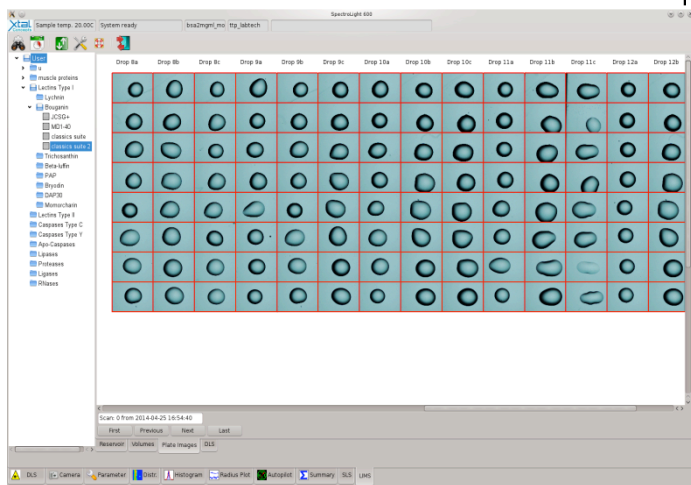 SpectroLight 600
Xtal Concepts
Sample temp. 20.00C System ready bsa2mgml_mo ttp_labtech
User
a
muscle proteins
Lectins Type I
Lychnin
Bouganin
JCSG+
MD1-40
classics suite
classics suite 2
Trichosanthin
Beta-luffin
PAP
Bryodin
DAP30
Momorcharin
Lectins Type II
Caspases Type C
Caspases Type Y
Apo-Caspases
Lipases
Proteases
Ligases
RNases
Drop 8a Drop 8b Drop 8c Drop 9a Drop 9b Drop 9c Drop 10a Drop 10b Drop 10c Drop 11a Drop 11b Drop 11c Drop 12a Drop 12b
Scan: 0 from 2014-04-25 16:54:40
First Previous Next Last
Reservoir Volumes Plate Images DLS
DLS Camera Parameter Distr. Histogram Radius Plot Autopilot Summary SLS LIMS